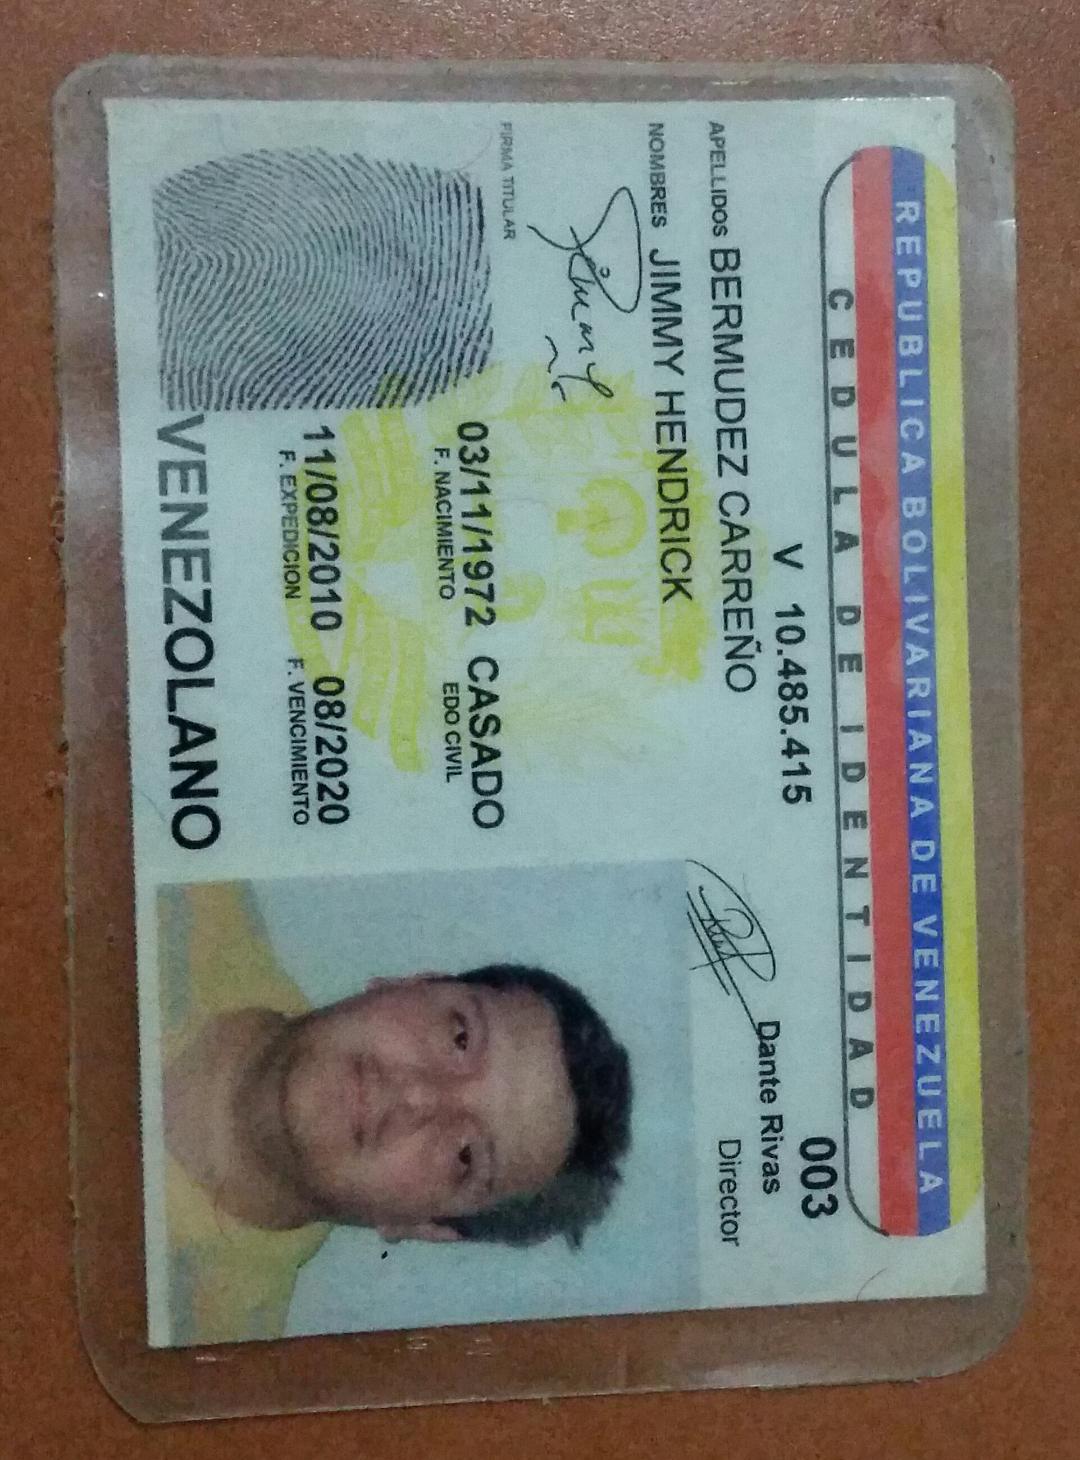 REPUBLICA BOLIVARIANA DE VENEZUELA
CEDULA DE IDENTIDAD
V 10.485.415
003
Dante Rivas
Director
APELLIDOS BERMUDEZ CARREÑO
NOMBRES JIMMY HENDRICK
FIRMA TITULAR
03/11/1972 CASADO
F. NACIMIENTO EDO CIVIL
11/08/2010 08/2020
F. EXPEDICION F. VENCIMIENTO
VENEZOLANO